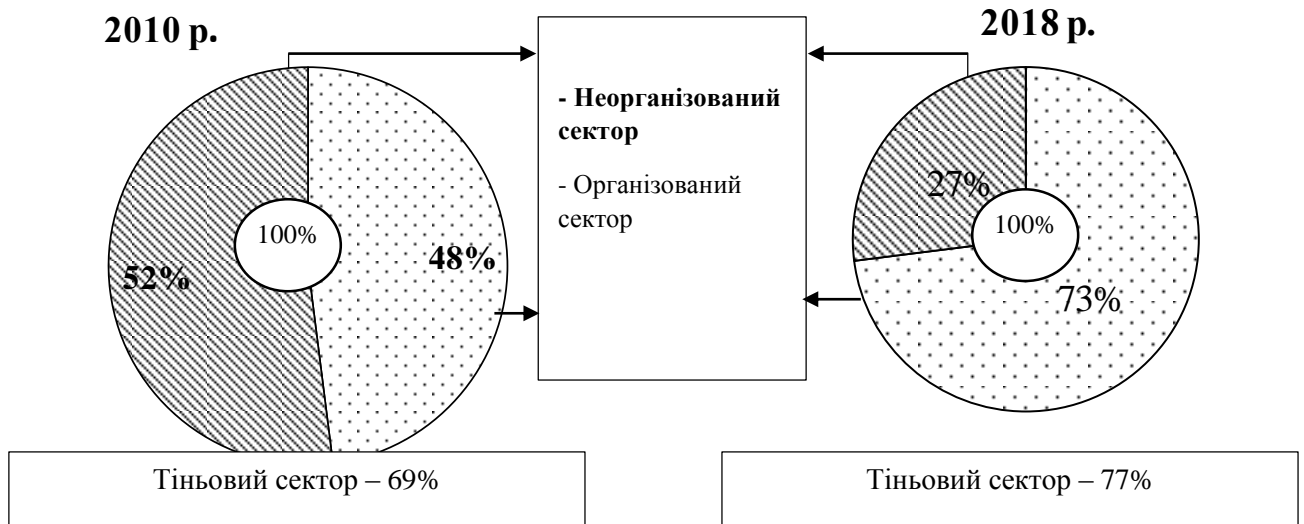 2010 р.
2018 р.
- Неорганізований
сектор
- Організований
сектор
100%
52%
48%
27%
100%
73%
Тіньовий сектор – 69%
Тіньовий сектор – 77%